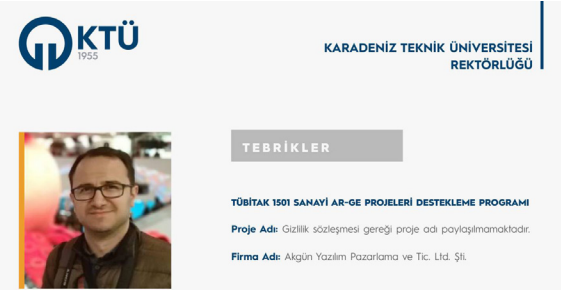 KTÜ
1955
KARADENİZ TEKNİK ÜNİVERSİTESİ
REKTÖRLÜĞÜ
TEBRİKLER
TÜBİTAK 1501 SANAYİ AR-GE PROJELERİ DESTEKLEME PROGRAMI
Proje Adı: Gizlilik sözleşmesi gereği proje adı paylaşılmamaktadır.
Firma Adı: Akgün Yazılım Pazarlama ve Tic. Ltd. Şti.